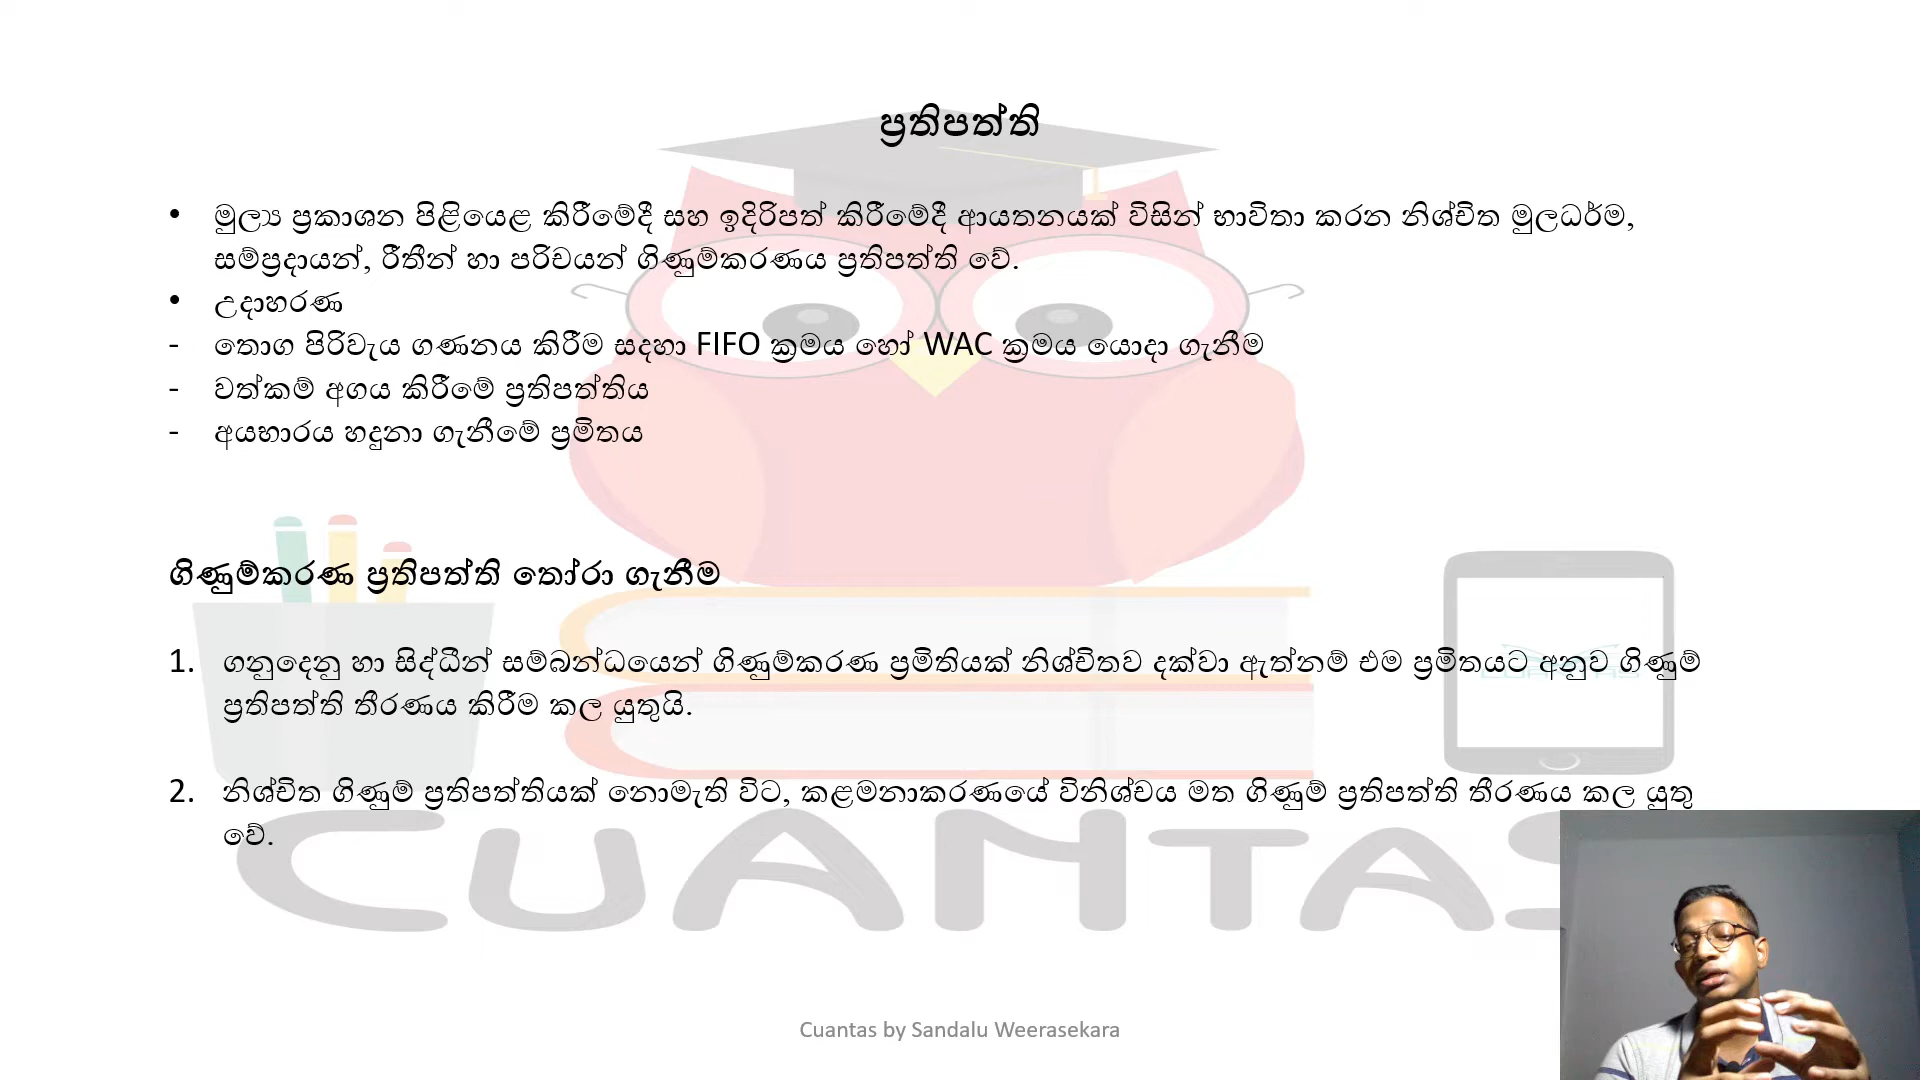 ප්‍රතිපත්ති
• මුල්‍ය ප්‍රකාශන පිළියෙළ කිරීමේදී සහ ඉදිරිපත් කිරීමේදී ආයතනයක් විසින් භාවිතා කරන නිශ්චිත මුලධර්ම,
සම්ප්‍රදායන්, රීතීන් හා පරිචයන් ගිණුම්කරණය ප්‍රතිපත්ති වේ.
• උදාහරණ
- තොග පිරිවැය ගණනය කිරීම සදහා FIFO ක්‍රමය හෝ WAC ක්‍රමය යොදා ගැනීම
- වත්කම් අගය කිරීමේ ප්‍රතිපත්තිය
- අයභාරය හදුනා ගැනීමේ ප්‍රමිතය
ගිණුම්කරණ ප්‍රතිපත්ති තෝරා ගැනීම
1. ගනුදෙනු හා සිද්ධීන් සම්බන්ධයෙන් ගිණුම්කරණ ප්‍රමිතියක් නිශ්චිතව දක්වා ඇත්නම් එම ප්‍රමිතයට අනුව ගිණුම්
ප්‍රතිපත්ති තීරණය කිරීම කල යුතුයි.
2. නිශ්චිත ගිණුම් ප්‍රතිපත්තියක් නොමැති විට, කළමනාකරණයේ විනිශ්චය මත ගිණුම් ප්‍රතිපත්ති තීරණය කල යුතු
වේ.
CUANTAS
Cuantas by Sandalu Weerasekara